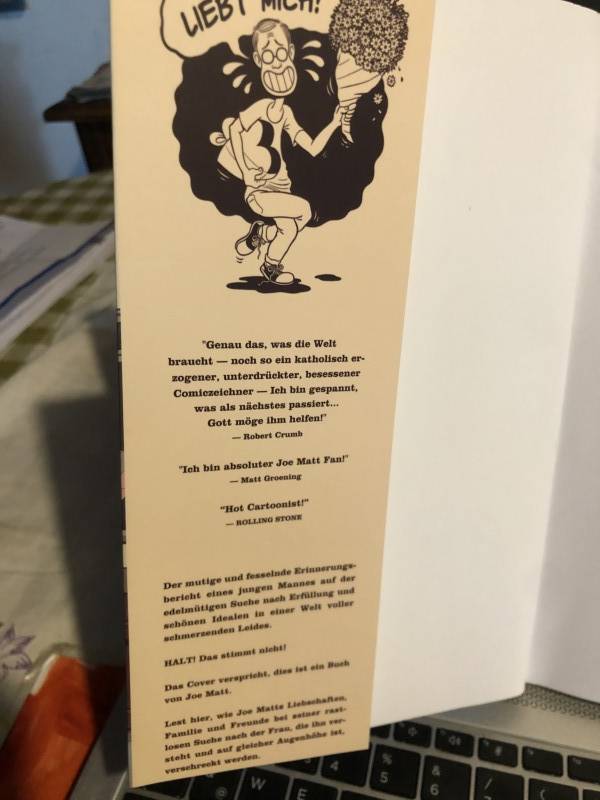 LIEBT MICH!
"Genau das, was die Welt
braucht — noch so ein katholisch er-
zogener, unterdrückter, besessener
Comiczeichner — Ich bin gespannt,
was als nächstes passiert...
Gott möge ihm helfen!"
— Robert Crumb
"Ich bin absoluter Joe Matt Fan!"
— Matt Groening
"Hot Cartoonist!"
— ROLLING STONE
Der mutige und fesselnde Erinnerungs-
bericht eines jungen Mannes auf der
edelmütigen Suche nach Erfüllung und
schönen Idealen in einer Welt voller
schmerzenden Leides.
HALT! Das stimmt nicht!
Das Cover verspricht, dies ist ein Buch
von Joe Matt.
Lest hier, wie Joe Matts Liebschaften,
Familie und Freunde bei seiner rast-
losen Suche nach der Frau, die ihn ver-
steht und auf gleicher Augenhöhe ist,
verschreckt werden.
% 5
& 6
W
E